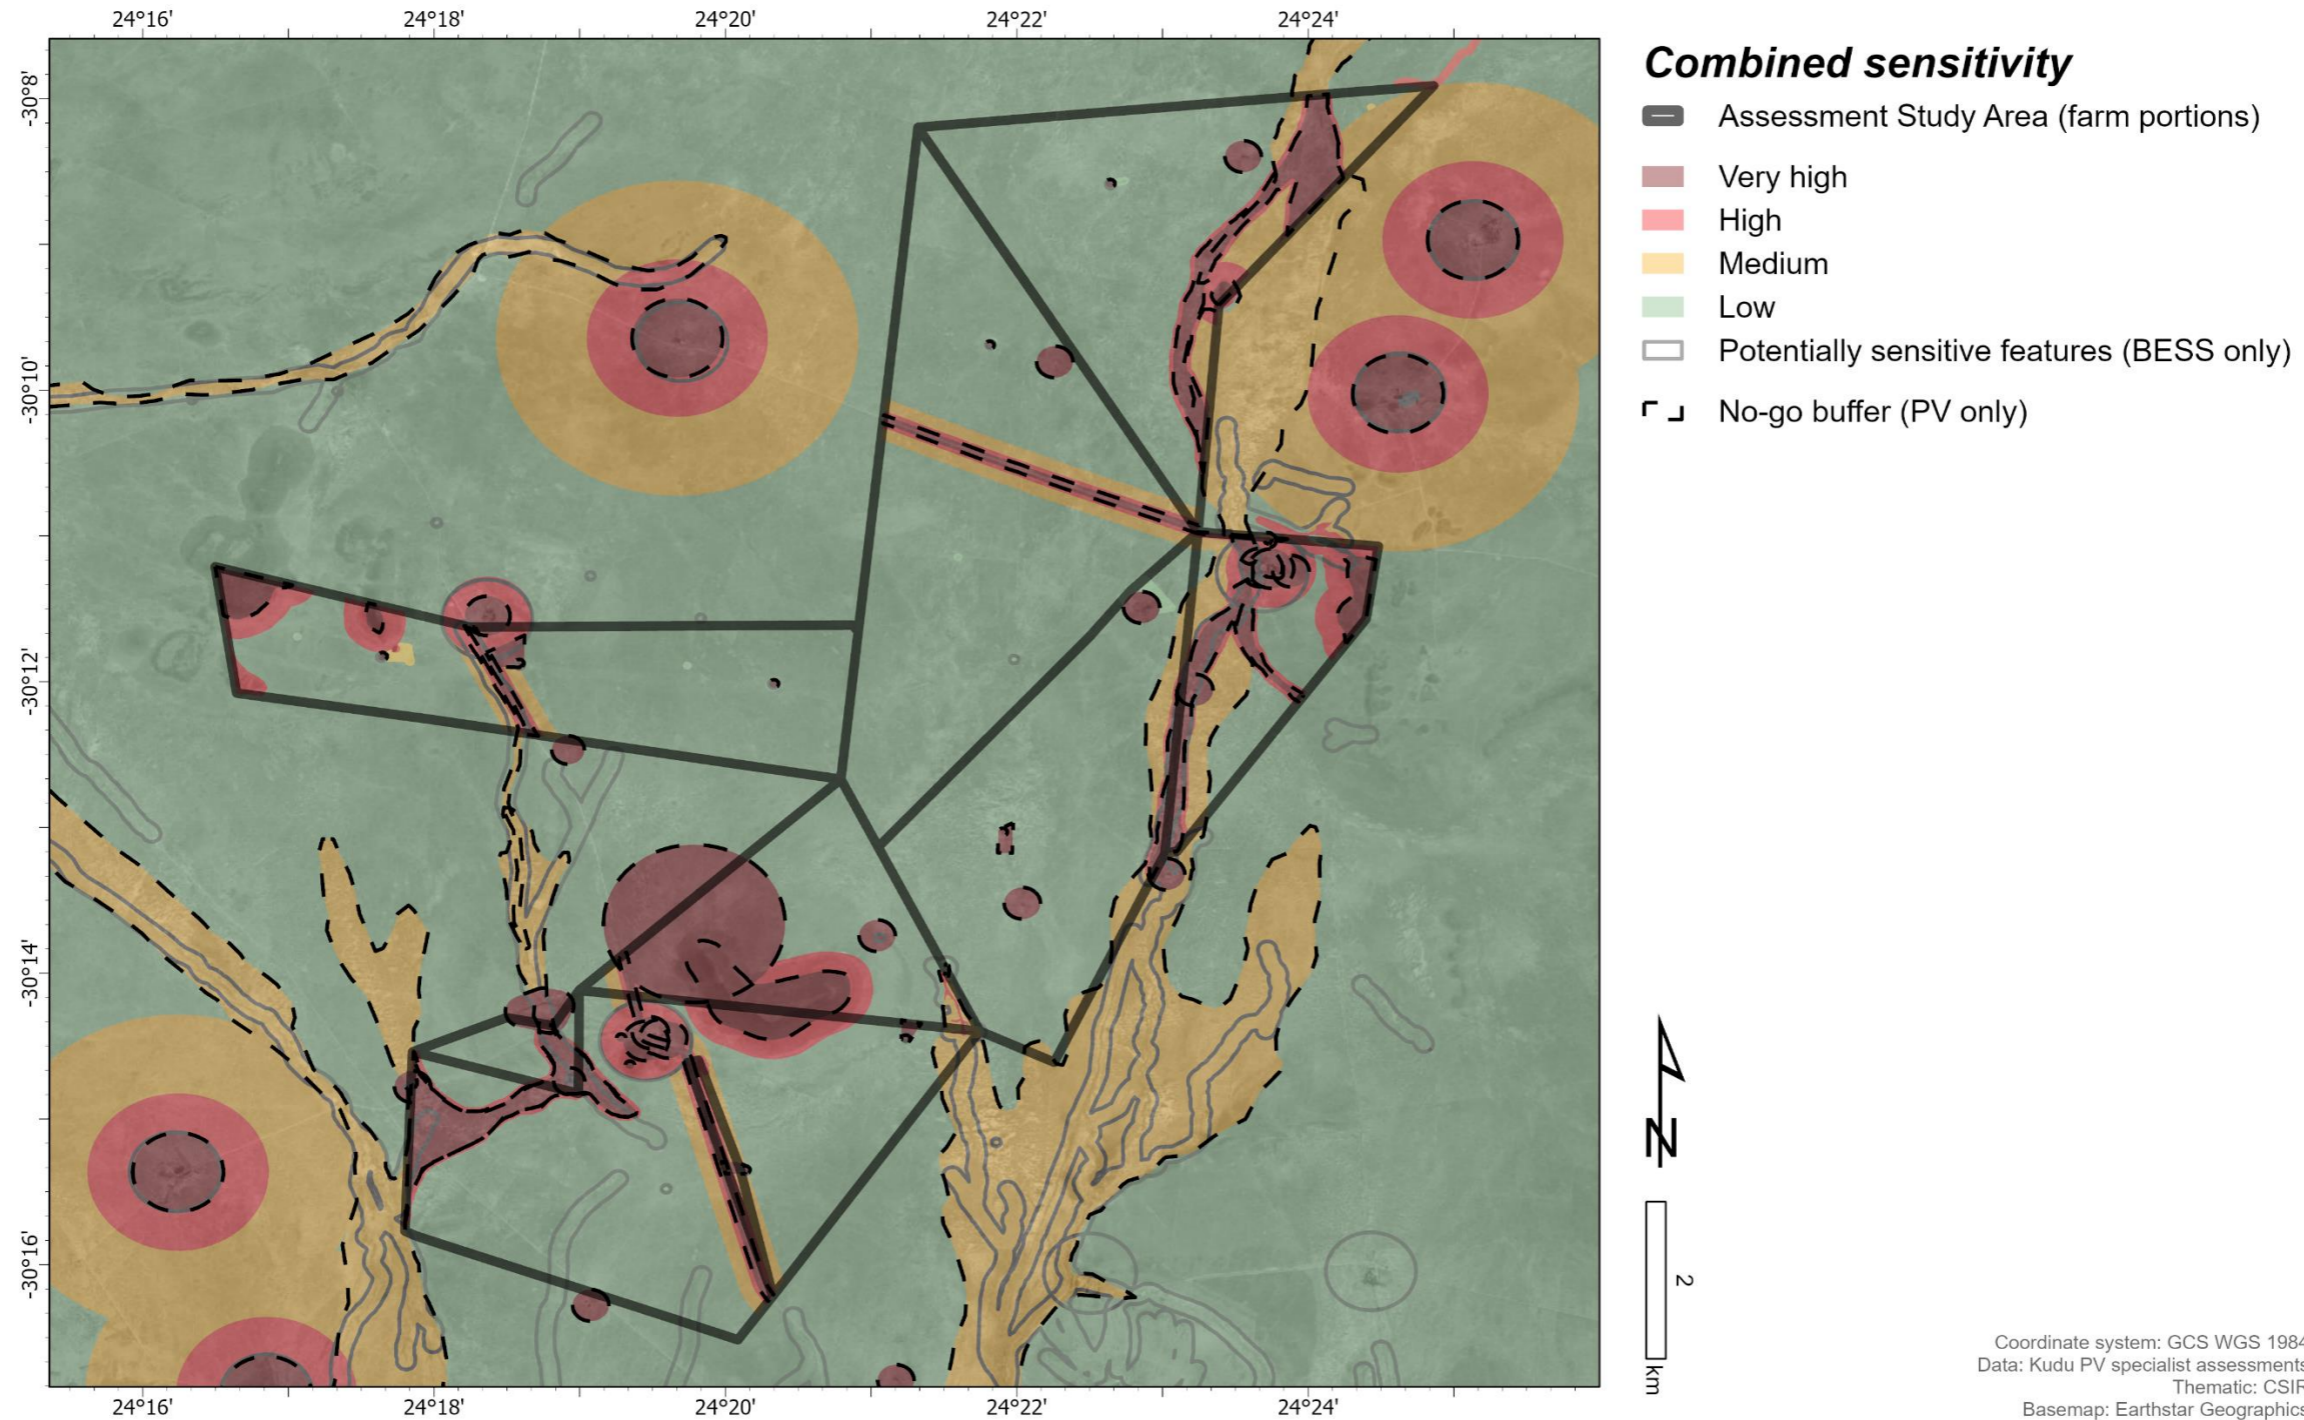 24°16'
24°18'
24°20'
24°22'
24°24'
-30°8'
-30°10'
-30°12'
-30°14'
-30°16'
24°16'
24°18'
24°20'
24°22'
24°24'
Combined sensitivity
Assessment Study Area (farm portions)
Very high
High
Medium
Low
Potentially sensitive features (BESS only)
No-go buffer (PV only)
N
2
km
Coordinate system: GCS WGS 1984
Data: Kudu PV specialist assessments
Thematic: CSIR
Basemap: Earthstar Geographics